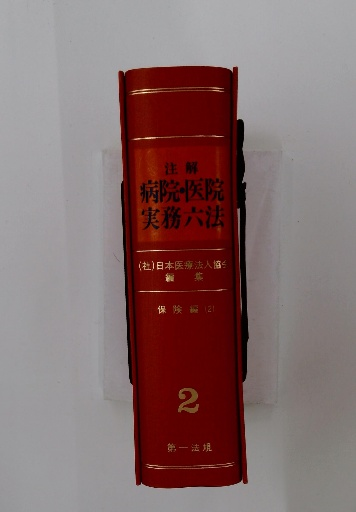 注解
病院・医院
実務六法
(社)日本医療法人協会
編集
保険編(2)
2
第一法規